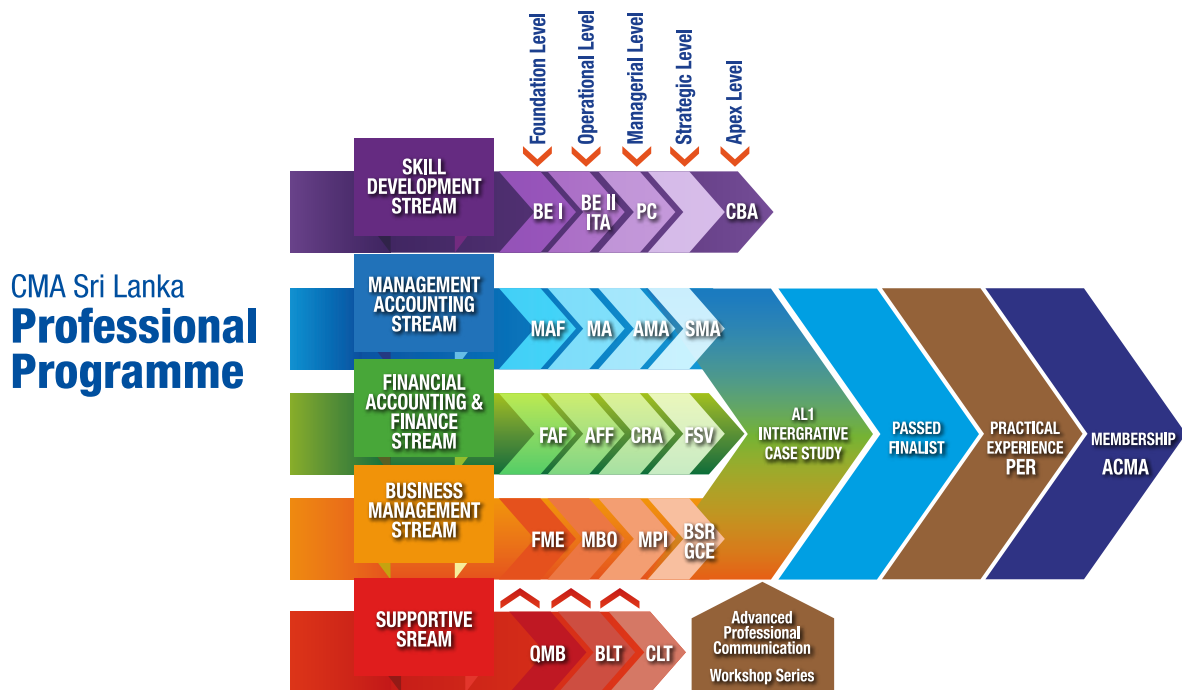 Foundation Level
Operational Level
Managerial Level
Strategic Level
Apex Level
SKILL
DEVELOPMENT
STREAM
BE I
BE II
ITA
PC
CBA
CMA Sri Lanka
Professional
Programme
MANAGEMENT
ACCOUNTING
STREAM
MAF
MA
AMA
SMA
FINANCIAL
ACCOUNTING &
FINANCE
STREAM
FAF
AFF
CRA
FSV
BUSINESS
MANAGEMENT
STREAM
FME
MBO
MPI
BSR
GCE
AL1
INTERGRATIVE
CASE STUDY
PASSED
FINALIST
PRACTICAL
EXPERIENCE
PER
MEMBERSHIP
ACMA
SUPPORTIVE
SREAM
QMB
BLT
CLT
Advanced
Professional
Communication
Workshop Series